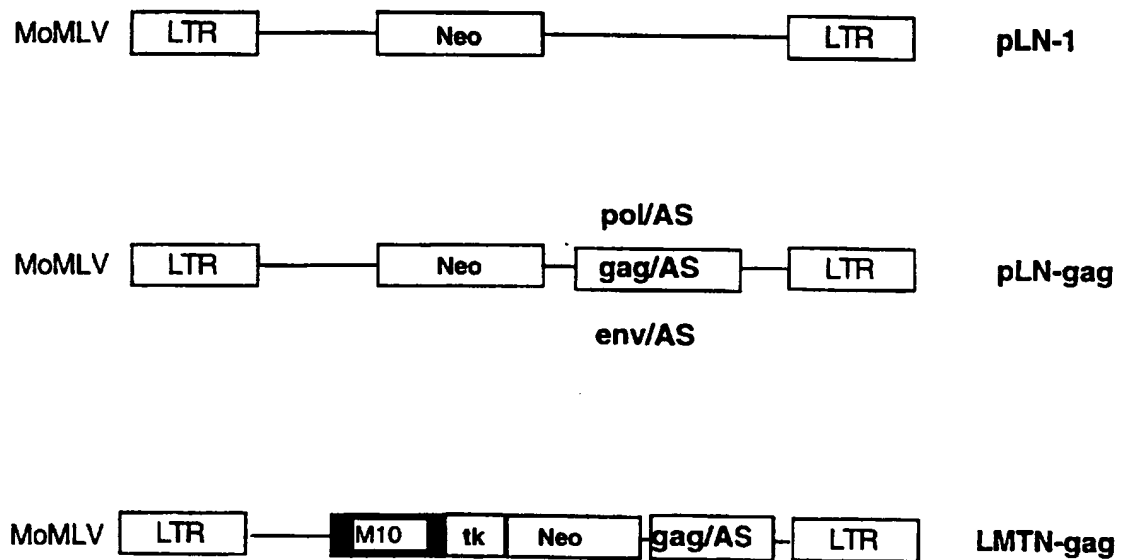 MoMLV LTR Neo LTR pLN-1
pol/AS
MoMLV LTR Neo gag/AS LTR pLN-gag
env/AS
MoMLV LTR M10 tk Neo gag/AS LTR LMTN-gag